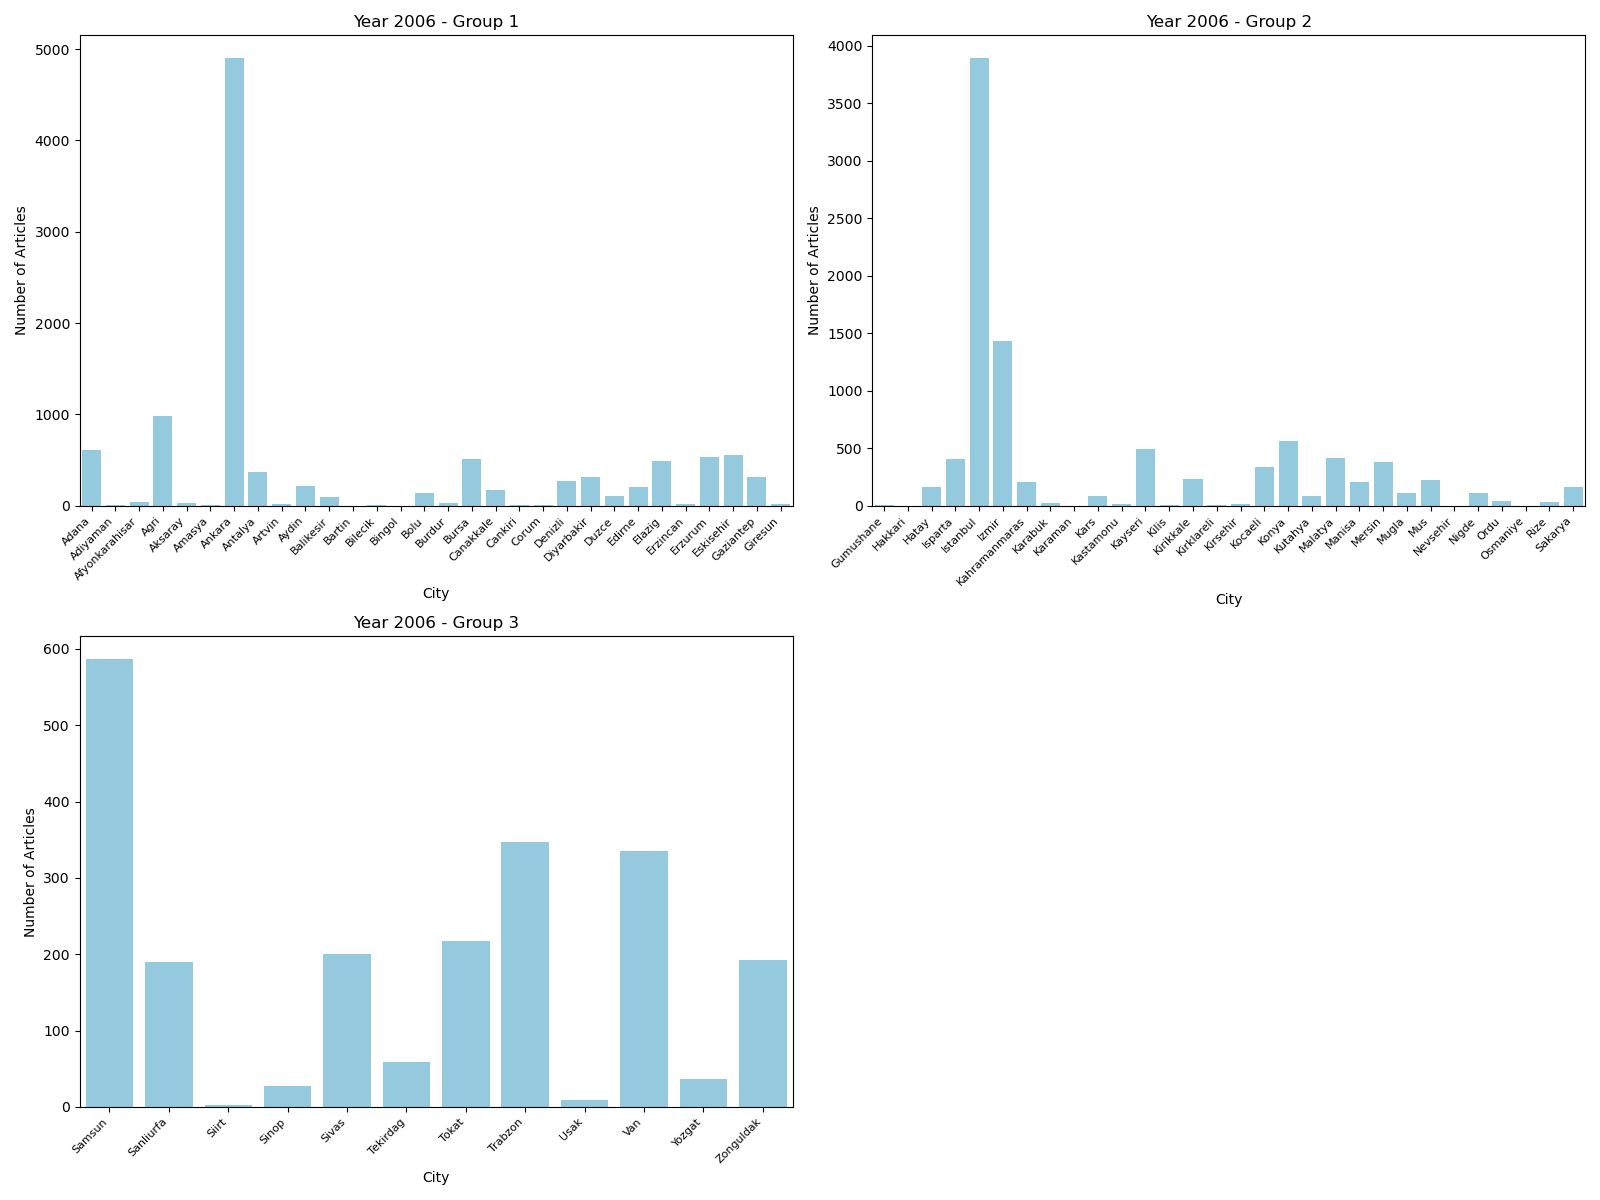 Year 2006 - Group 1
Number of Articles
5000
4000
3000
2000
1000
0
Adana
Adiyaman
Afyonkarahisar
Agri
Aksaray
Amasya
Ankara
Antalya
Artvin
Aydin
Balikesir
Bartin
Bilecik
Bingol
Bolu
Burdur
Bursa
Canakkale
Cankiri
Corum
Denizli
Diyarbakir
Duzce
Edirne
Elazig
Erzincan
Erzurum
Eskisehir
Gaziantep
Giresun
City
Year 2006 - Group 2
Number of Articles
4000
3500
3000
2500
2000
1500
1000
500
0
Gumushane
Hakkari
Hatay
Isparta
Istanbul
Izmir
Kahramanmaras
Karabuk
Karaman
Kars
Kastamonu
Kayseri
Kilis
Kirikkale
Kirklareli
Kirsehir
Kocaeli
Konya
Kutahya
Malatya
Manisa
Mersin
Mugla
Mus
Nevsehir
Nigde
Ordu
Osmaniye
Rize
Sakarya
City
Year 2006 - Group 3
Number of Articles
600
500
400
300
200
100
0
Samsun
Sanliurfa
Siirt
Sinop
Sivas
Tekirdag
Tokat
Trabzon
Usak
Van
Yozgat
Zonguldak
City